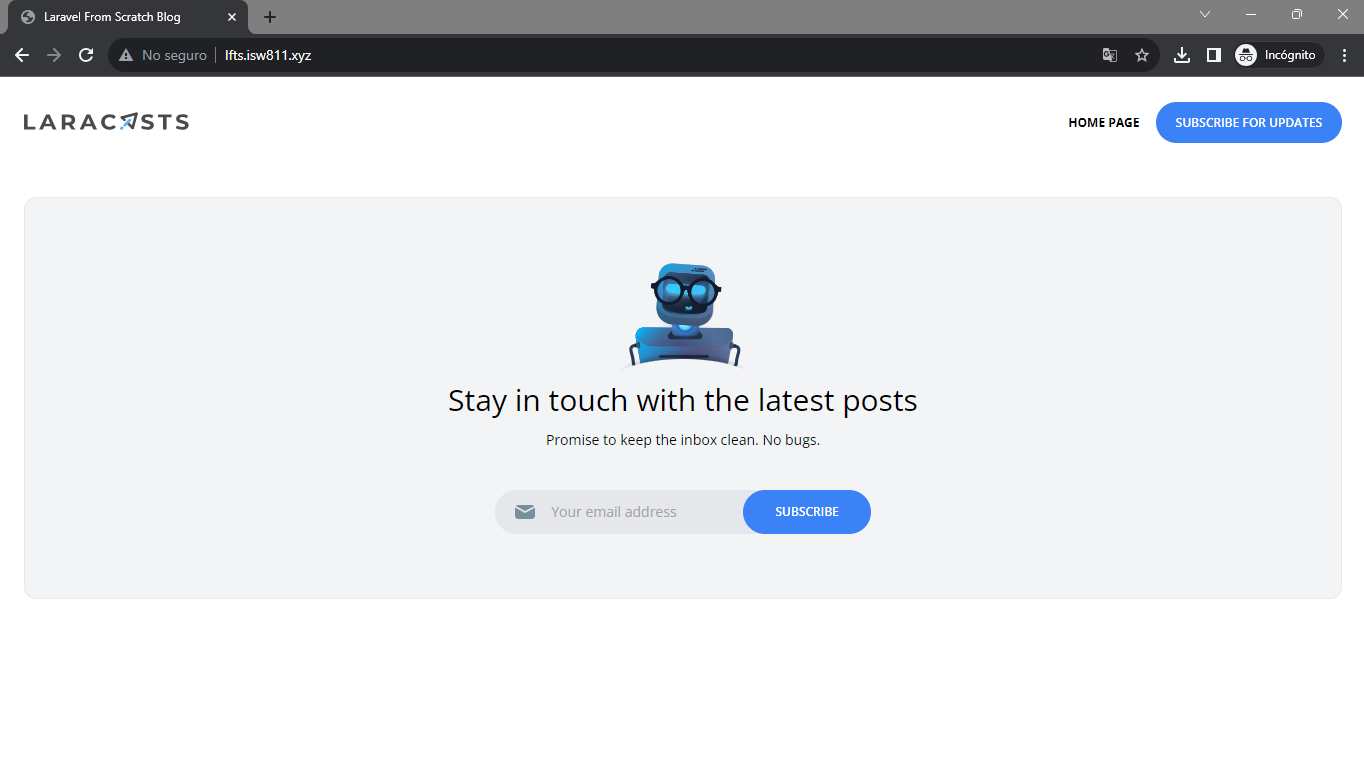 Laravel From Scratch Blog
No seguro
lfts.isw811.xyz
Incógnito
LARACASTS
HOME PAGE
SUBSCRIBE FOR UPDATES
Stay in touch with the latest posts
Promise to keep the inbox clean. No bugs.
Your email address
SUBSCRIBE